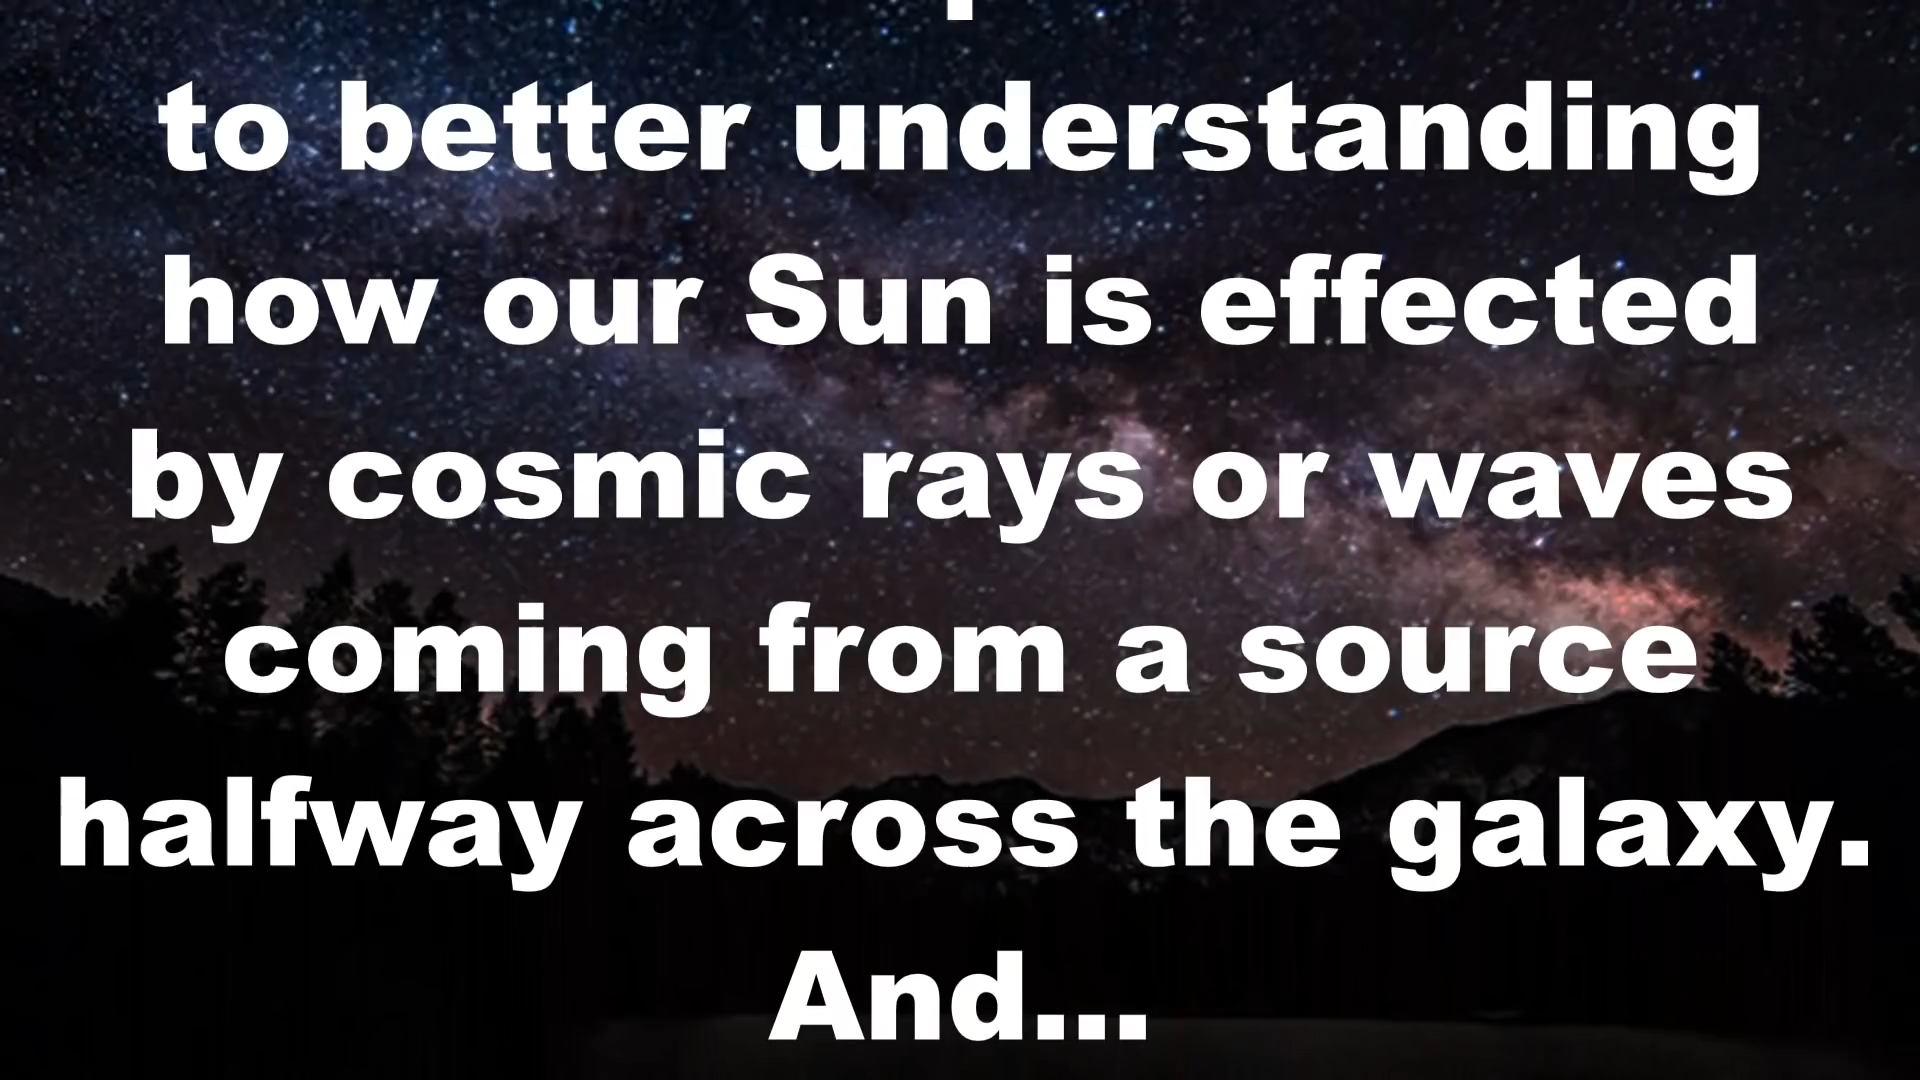 to better understanding
how our Sun is effected
by cosmic rays or waves
coming from a source
halfway across the galaxy.
And...